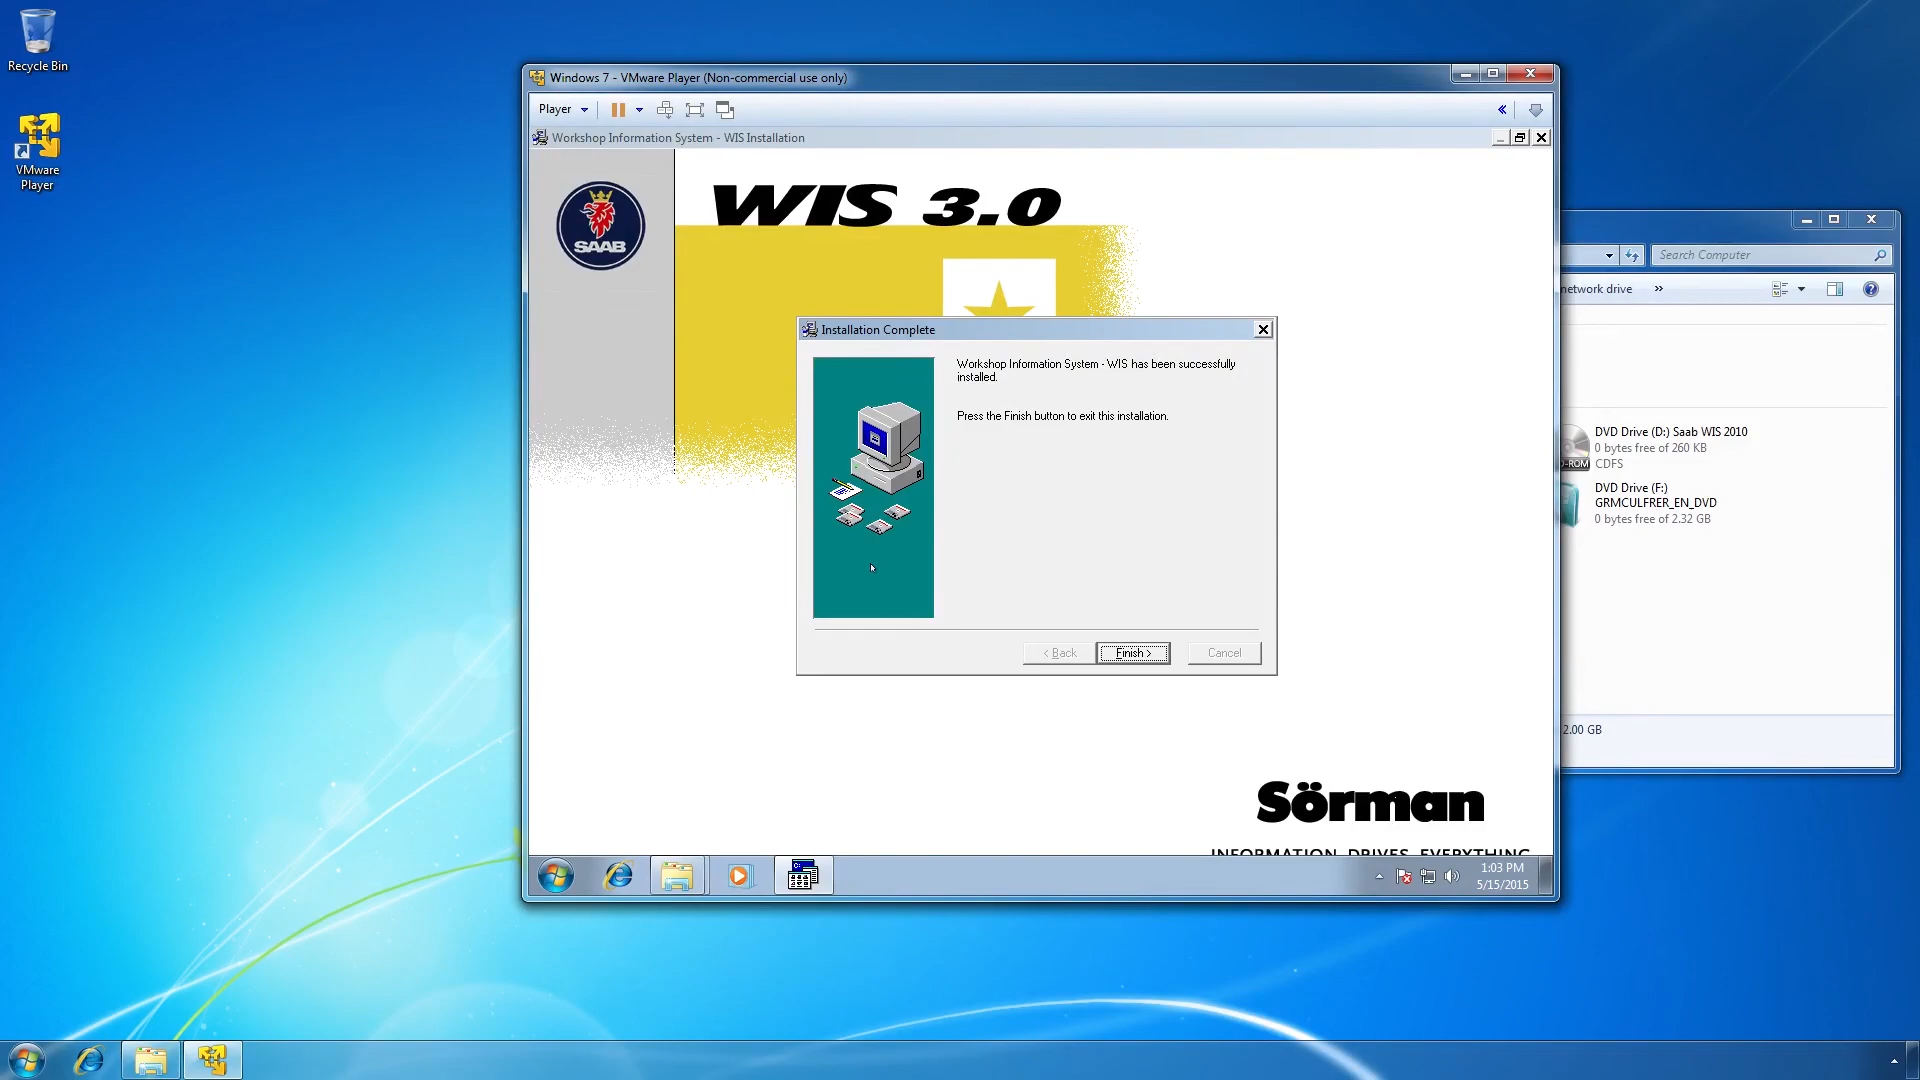 Recycle Bin
VMware
Player
Windows 7 - VMware Player (Non-commercial use only)
Player
Workshop Information System - WIS Installation
SAAB
WIS 3.0
Installation Complete
Workshop Information System - WIS has been successfully
installed.
Press the Finish button to exit this installation.
< Back
Finish >
Cancel
Sörman
INFORMATION DRIVES EVERYTHING
1:03 PM
5/15/2015
Search Computer
network drive
»
DVD Drive (D:) Saab WIS 2010
0 bytes free of 260 KB
CDFS
-ROM
DVD Drive (F:)
GRMCULFRER_EN_DVD
0 bytes free of 2.32 GB
2.00 GB